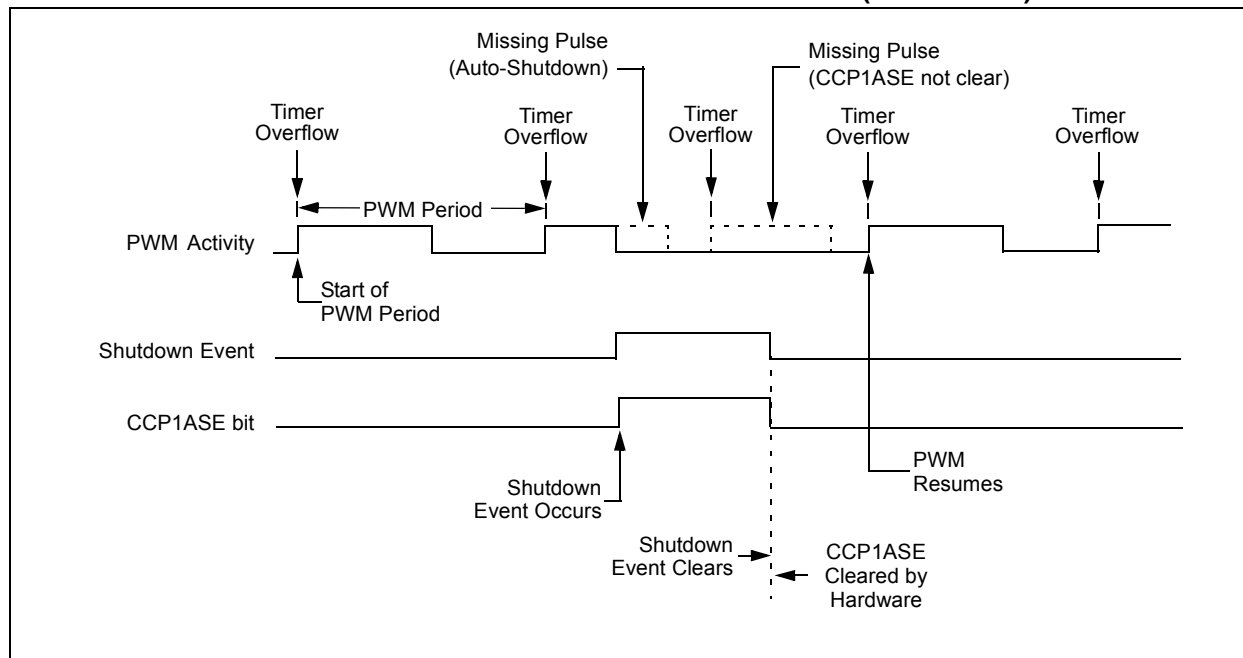 Missing Pulse
(Auto-Shutdown)
Missing Pulse
(CCP1ASE not clear)
Timer
Overflow
Timer
Overflow
Timer
Overflow
Timer
Overflow
Timer
Overflow
PWM Period
PWM Activity
Start of
PWM Period
Shutdown Event
CCP1ASE bit
Shutdown
Event Occurs
PWM
Resumes
Shutdown
Event Clears
CCP1ASE
Cleared by
Hardware